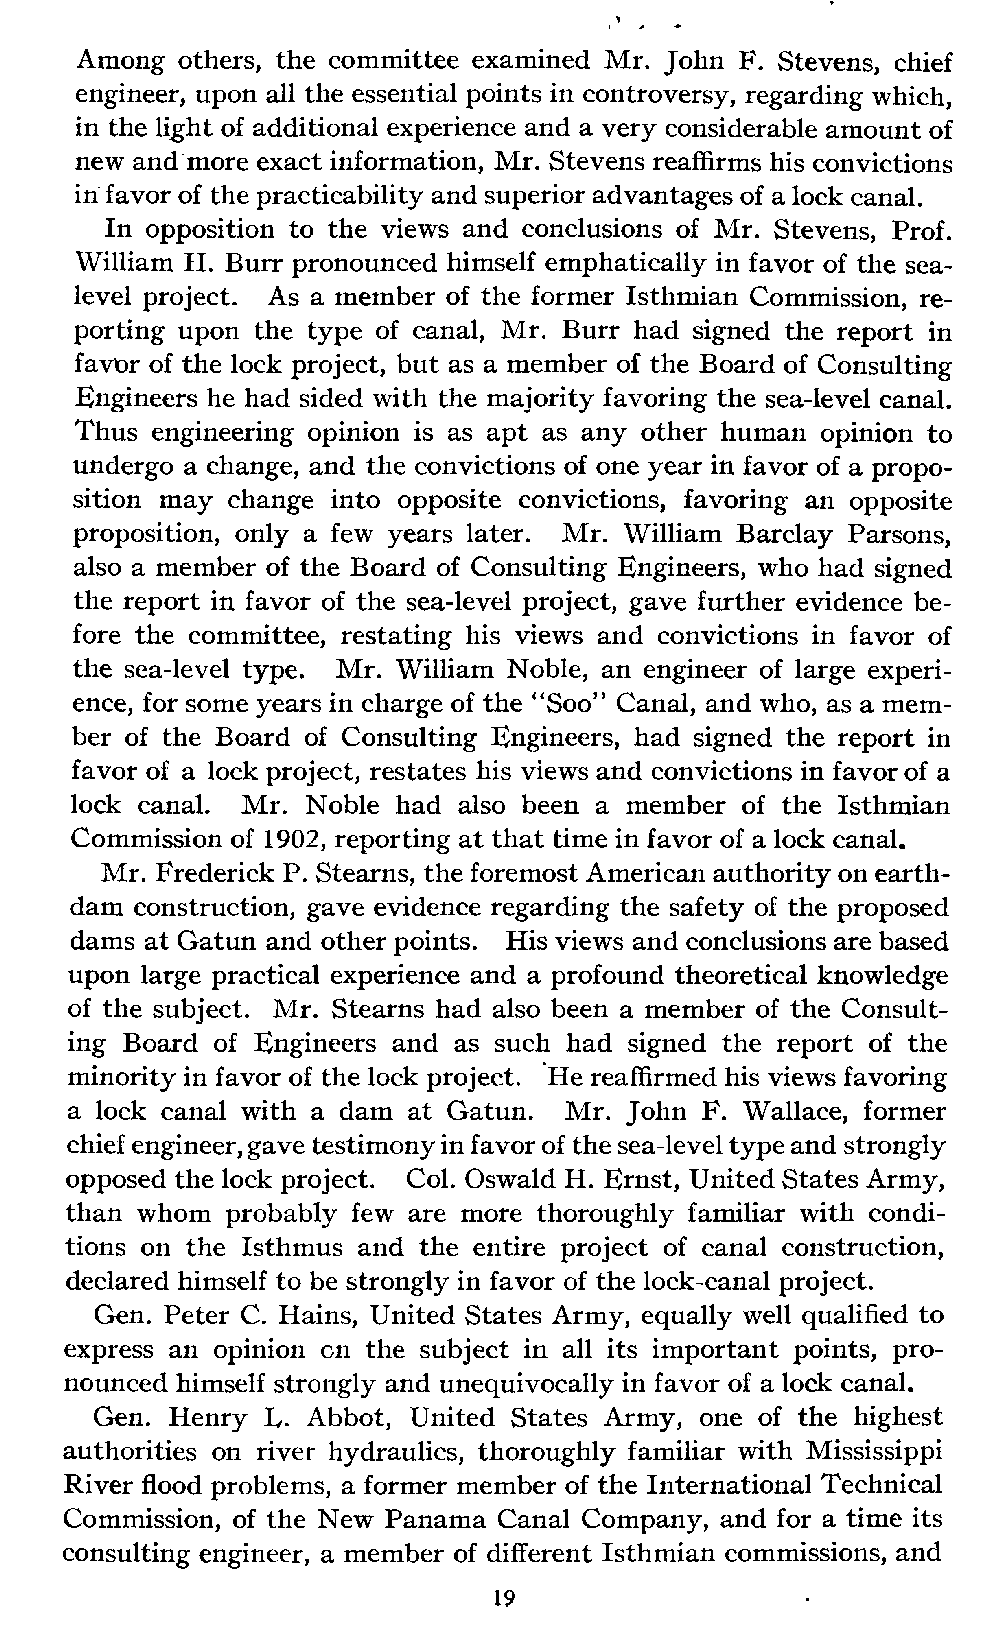 Among others, the committee examined Mr. John F. Stevens, chief
engineer, upon all the essential points in controversy, regarding which,
in the light of additional experience and a very considerable amount of
new and more exact information, Mr. Stevens reaffirms his convictions
in favor of the practicability and superior advantages of a lock canal.
In opposition to the views and conclusions of Mr. Stevens, Prof.
William H. Burr pronounced himself emphatically in favor of the sea-
level project. As a member of the former Isthmian Commission, re-
porting upon the type of canal, Mr. Burr had signed the report in
favor of the lock project, but as a member of the Board of Consulting
Engineers he had sided with the majority favoring the sea-level canal.
Thus engineering opinion is as apt as any other human opinion to
undergo a change, and the convictions of one year in favor of a propo-
sition may change into opposite convictions, favoring an opposite
proposition, only a few years later. Mr. William Barclay Parsons,
also a member of the Board of Consulting Engineers, who had signed
the report in favor of the sea-level project, gave further evidence be-
fore the committee, restating his views and convictions in favor of
the sea-level type. Mr. William Noble, an engineer of large experi-
ence, for some years in charge of the "Soo" Canal, and who, as a mem-
ber of the Board of Consulting Engineers, had signed the report in
favor of a lock project, restates his views and convictions in favor of a
lock canal. Mr. Noble had also been a member of the Isthmian
Commission of 1902, reporting at that time in favor of a lock canal.
Mr. Frederick P. Stearns, the foremost American authority on earth-
dam construction, gave evidence regarding the safety of the proposed
dams at Gatun and other points. His views and conclusions are based
upon large practical experience and a profound theoretical knowledge
of the subject. Mr. Stearns had also been a member of the Consult-
ing Board of Engineers and as such had signed the report of the
minority in favor of the lock project. He reaffirmed his views favoring
a lock canal with a dam at Gatun. Mr. John F. Wallace, former
chief engineer, gave testimony in favor of the sea-level type and strongly
opposed the lock project. Col. Oswald H. Ernst, United States Army,
than whom probably few are more thoroughly familiar with condi-
tions on the Isthmus and the entire project of canal construction,
declared himself to be strongly in favor of the lock-canal project.
Gen. Peter C. Hains, United States Army, equally well qualified to
express an opinion on the subject in all its important points, pro-
nounced himself strongly and unequivocally in favor of a lock canal.
Gen. Henry L. Abbot, United States Army, one of the highest
authorities on river hydraulics, thoroughly familiar with Mississippi
River flood problems, a former member of the International Technical
Commission, of the New Panama Canal Company, and for a time its
consulting engineer, a member of different Isthmian commissions, and
19